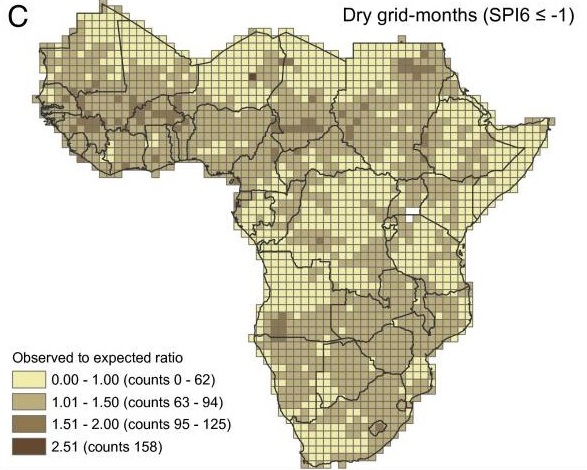 C
Dry grid-months (SPI6 ≤ -1)
Observed to expected ratio
0.00 - 1.00 (counts 0 - 62)
1.01 - 1.50 (counts 63 - 94)
1.51 - 2.00 (counts 95 - 125)
2.51 (counts 158)